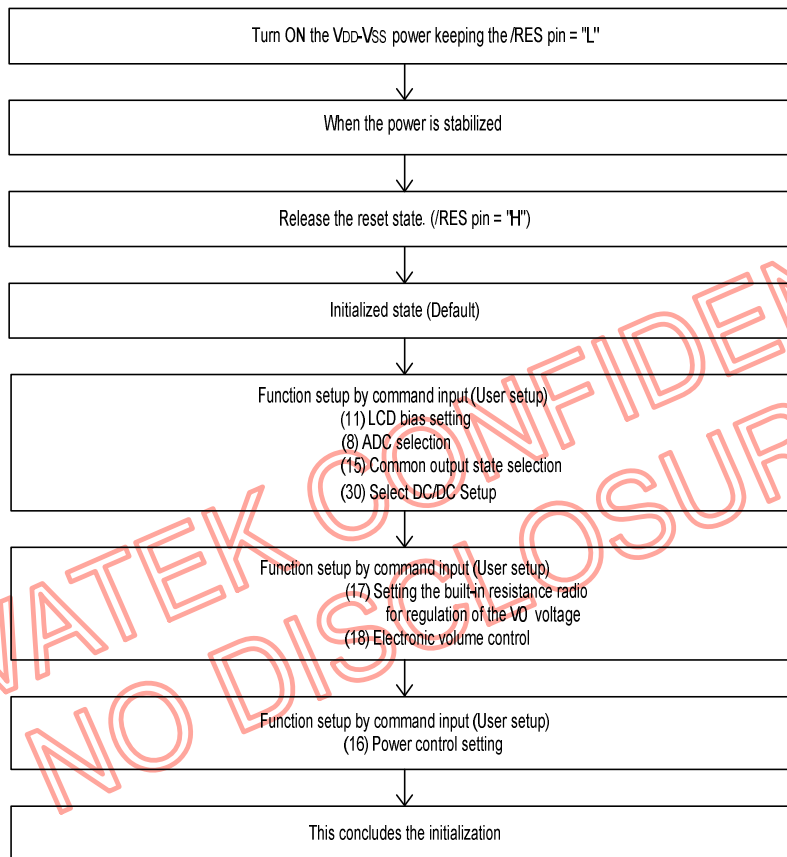 Turn ON the VDD-VSS power keeping the /RES pin = "L"
When the power is stabilized
Release the reset state. (/RES pin = "H")
Initialized state (Default)
Function setup by command input (User setup)
(11) LCD bias setting
(8) ADC selection
(15) Common output state selection
(30) Select DC/DC Setup
Function setup by command input (User setup)
(17) Setting the built-in resistance radio
for regulation of the V0 voltage
(18) Electronic volume control
Function setup by command input (User setup)
(16) Power control setting
This concludes the initialization
VATEK CONFIDEN
NO DISCLOSUR